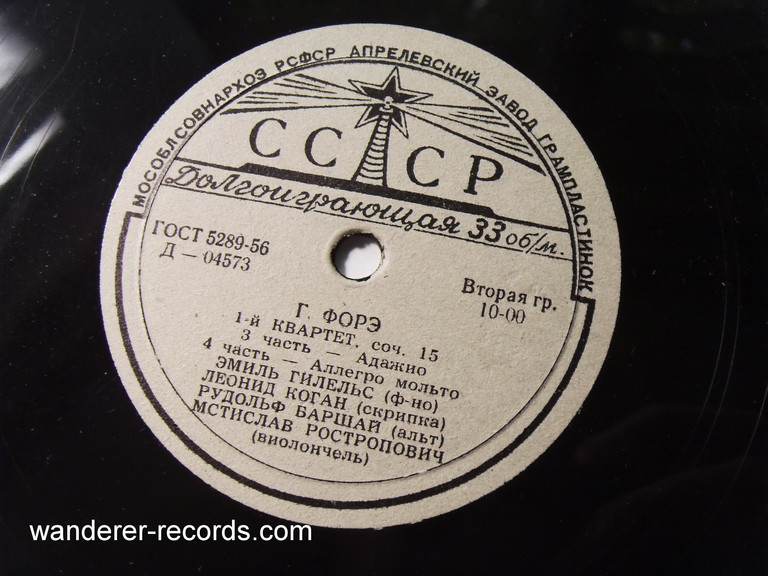 МОСОБЛСОВНАРХОЗ РСФСР АПРЕЛЕВСКИЙ ЗАВОД ГРАМПЛАСТИНОК
СССР
Долгоиграющая 33 об/м.
ГОСТ 5289-56
Д — 04573
Вторая гр.
10-00
Г. ФОРЭ
1-й КВАРТЕТ, соч. 15
3 часть — Адажио
4 часть — Аллегро мольто
ЭМИЛЬ ГИЛЕЛЬС (ф-но)
ЛЕОНИД КОГАН (скрипка)
РУДОЛЬФ БАРШАЙ (альт)
МСТИСЛАВ РОСТРОПОВИЧ
(виолончель)
wanderer-records.com